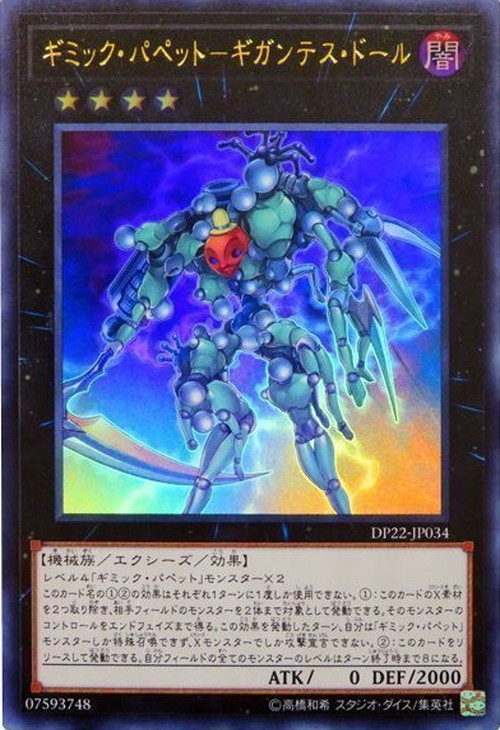 ギミック・パペットーギガンテス・ドール
闇
DP22-JP034
【機械族/エクシーズ/効果】
レベル4「ギミック・パペット」モンスター×2
このカード名の①②の効果はそれぞれ1ターンに1度しか使用できない。①:このカードのX素材
を2つ取り除き、相手フィールドのモンスターを2体まで対象として発動できる。そのモンスターの
コントロールをエンドフェイズまで得る。この効果を発動したターン、自分は「ギミック・パペット」
モンスターしか特殊召喚できず、Xモンスターでしか攻撃宣言できない。②:このカードをリ
リースして発動できる。自分フィールドの全てのモンスターのレベルはターン終了時まで8になる。
ATK/ 0 DEF/2000
07593748
©高橋和希 スタジオ・ダイス/集英社